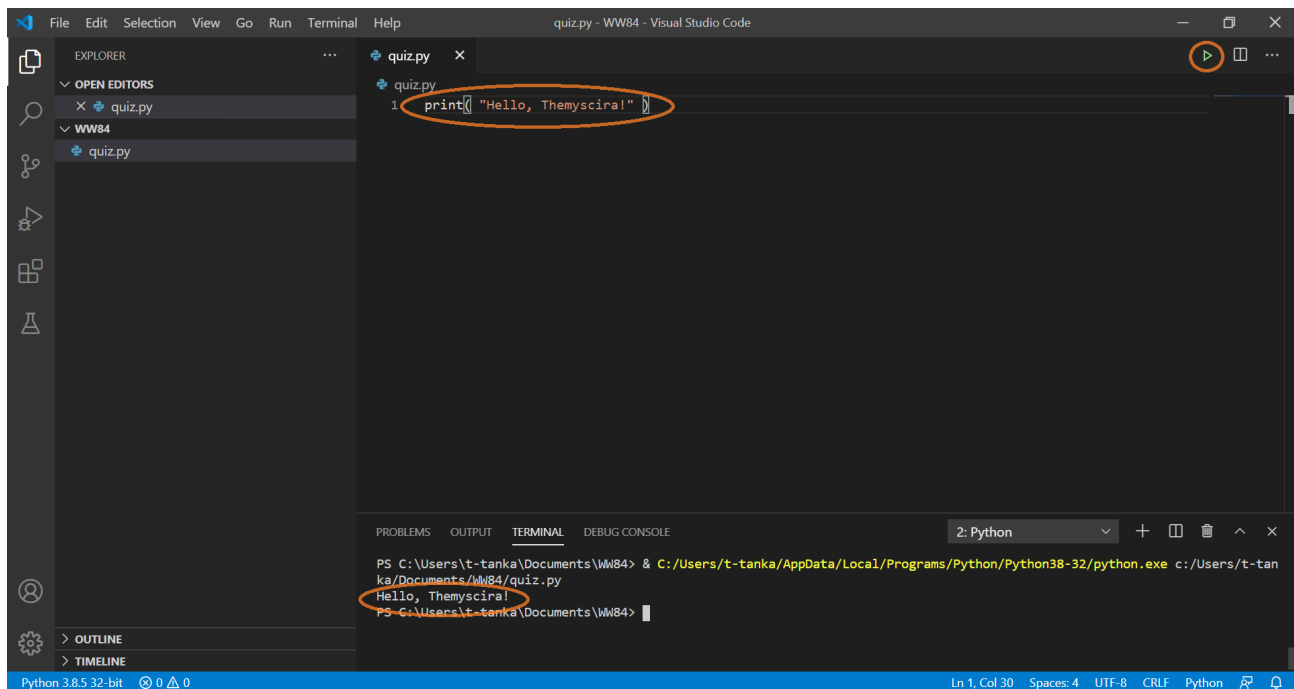 File Edit Selection View Go Run Terminal Help quiz.py - WW84 - Visual Studio Code
EXPLORER
OPEN EDITORS
quiz.py
WW84
quiz.py
quiz.py
quiz.py
1 print( "Hello, Themyscira!" )
PROBLEMS OUTPUT TERMINAL DEBUG CONSOLE 2: Python
PS C:\Users\t-tanka\Documents\WW84> & C:/Users/t-tanka/AppData/Local/Programs/Python/Python38-32/python.exe c:/Users/t-tan
ka/Documents/WW84/quiz.py
Hello, Themyscira!
PS C:\Users\t-tanka\Documents\WW84>
OUTLINE
TIMELINE
Python 3.8.5 32-bit 0 0 Ln 1, Col 30 Spaces: 4 UTF-8 CRLF Python